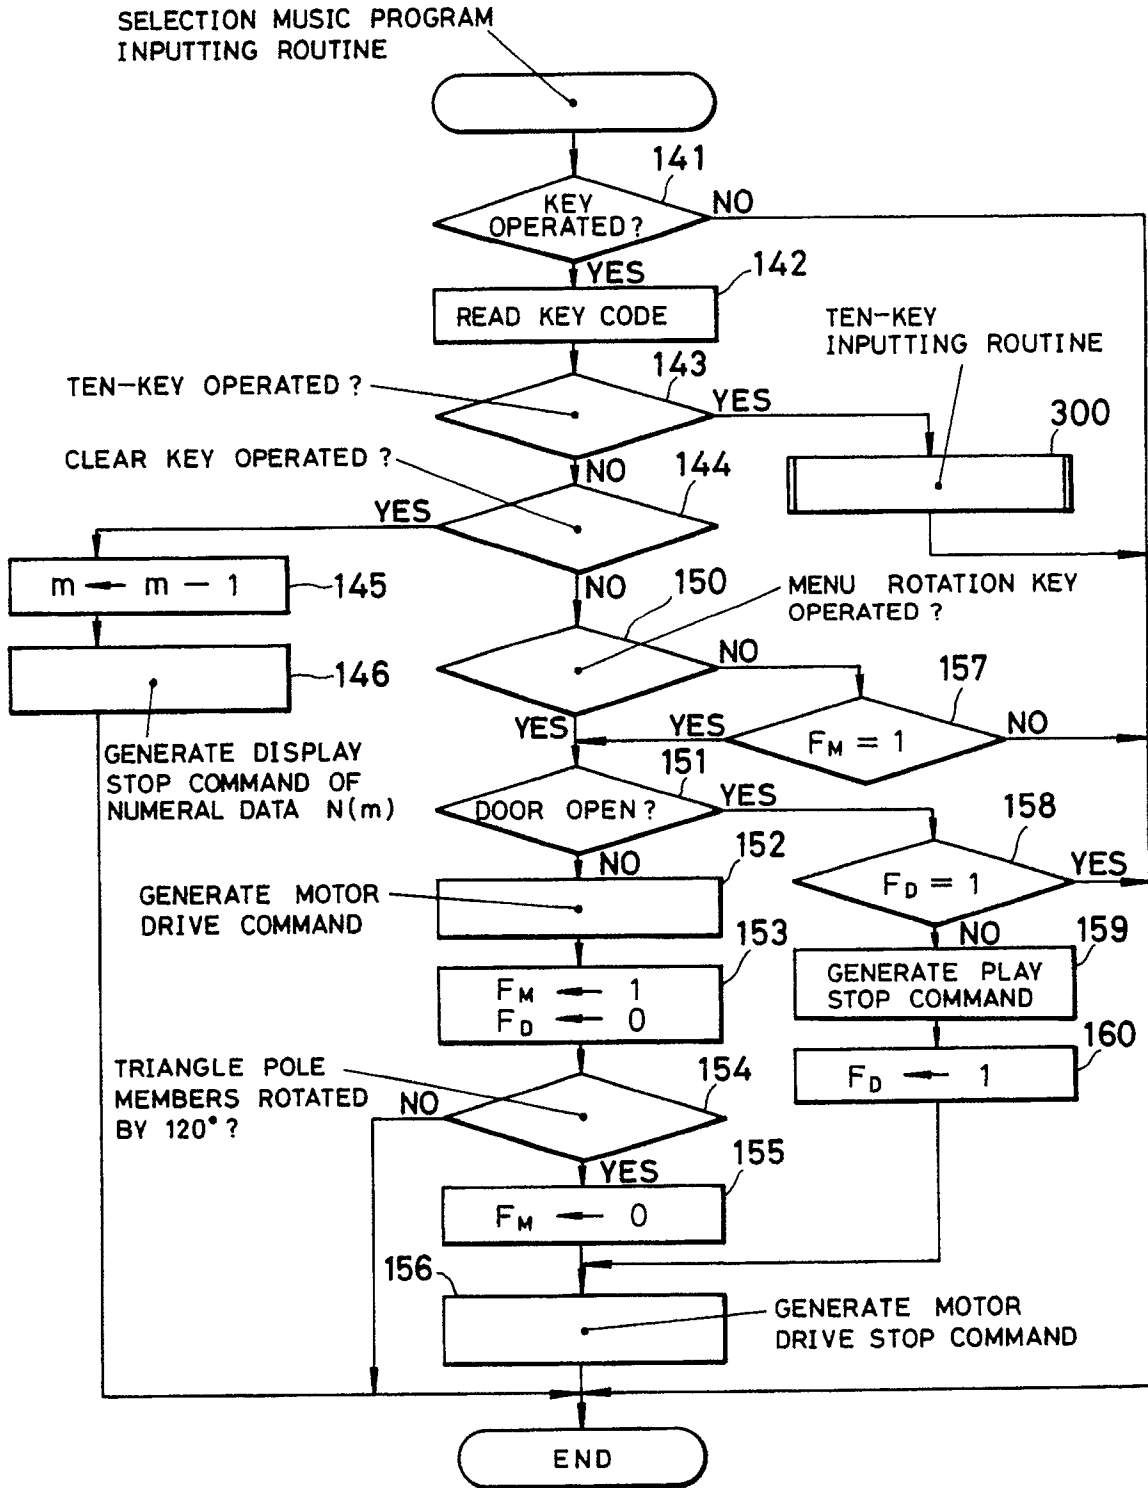 SELECTION MUSIC PROGRAM
INPUTTING ROUTINE
141
KEY
OPERATED?
NO
YES
142
READ KEY CODE
TEN-KEY
INPUTTING ROUTINE
TEN-KEY OPERATED?
143
YES
300
NO
CLEAR KEY OPERATED?
144
YES
NO
m ← m - 1
145
146
GENERATE DISPLAY
STOP COMMAND OF
NUMERAL DATA N(m)
150
MENU ROTATION KEY
OPERATED?
NO
YES
157
YES
FM = 1
NO
151
DOOR OPEN?
YES
NO
158
FD = 1
YES
NO
152
GENERATE MOTOR
DRIVE COMMAND
153
FM ← 1
FD ← 0
159
GENERATE PLAY
STOP COMMAND
160
FD ← 1
TRIANGLE POLE
MEMBERS ROTATED
BY 120°?
154
NO
YES
155
FM ← 0
156
GENERATE MOTOR
DRIVE STOP COMMAND
END